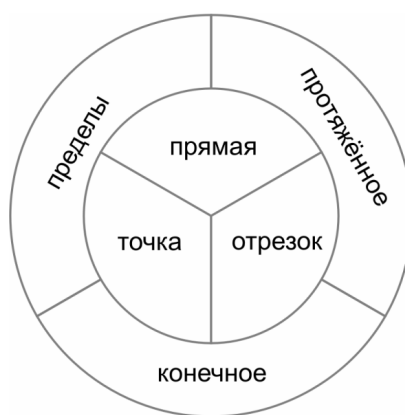 пределы
протяжённое
прямая
точка
отрезок
конечное